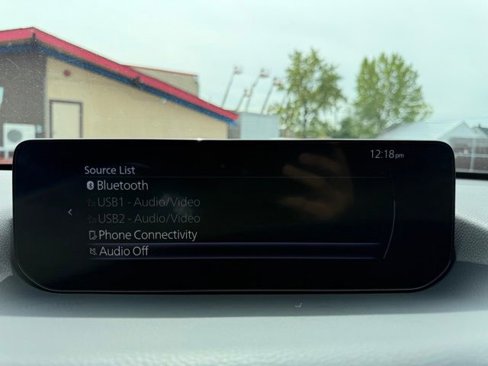 12:18pm
Source List
Bluetooth
USB1 - Audio/Video
USB2 - Audio/Video
Phone Connectivity
Audio Off